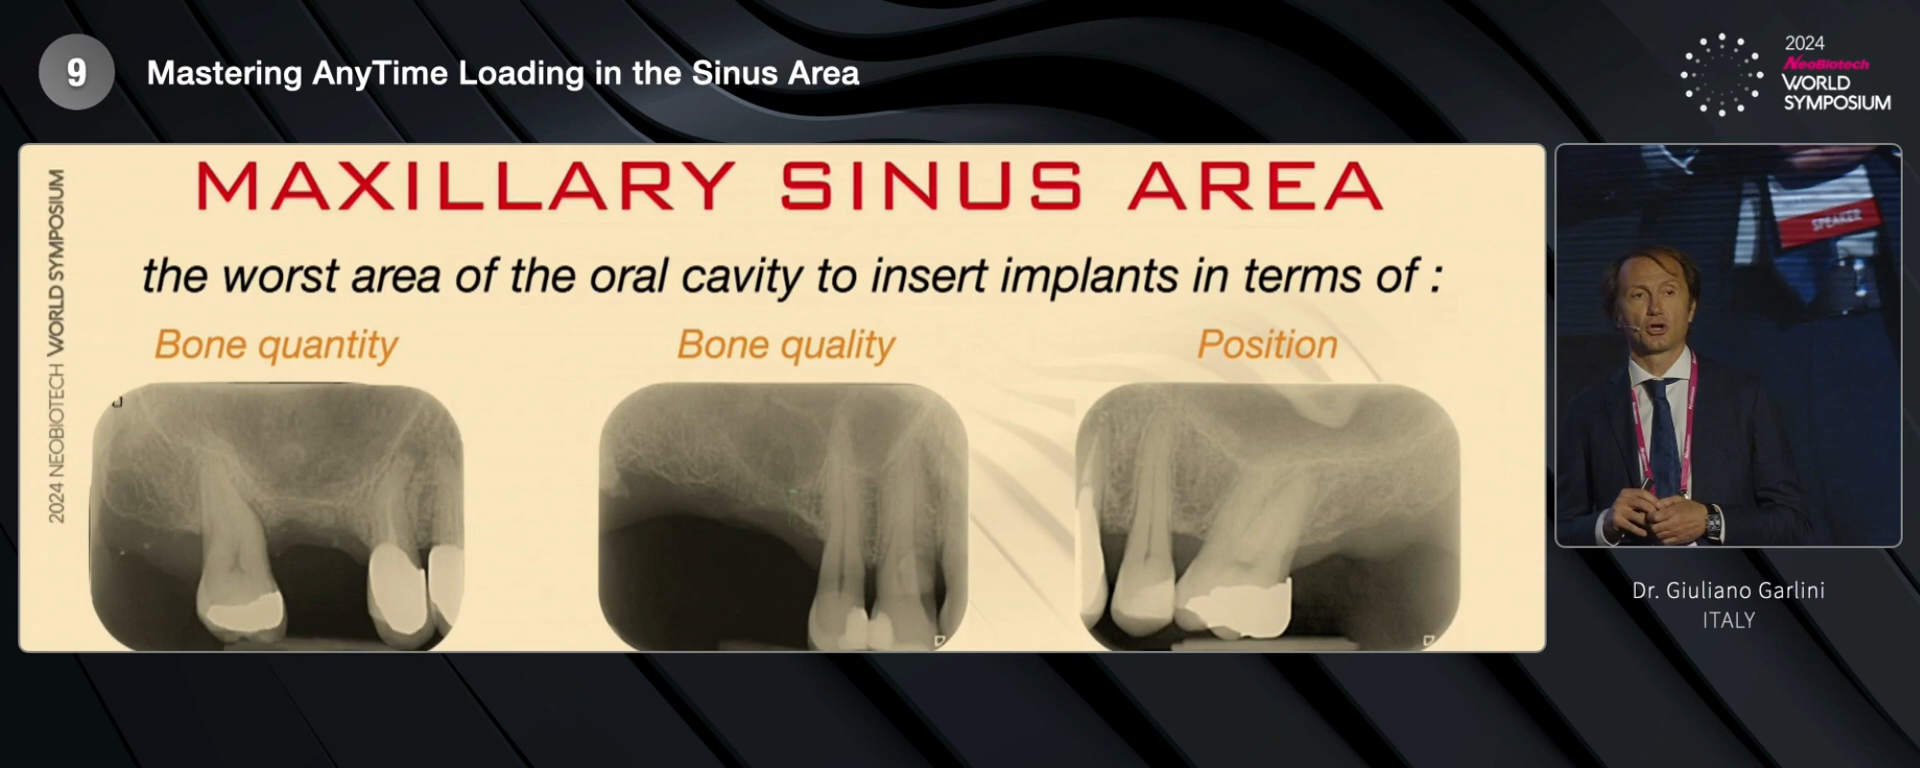 9
Mastering AnyTime Loading in the Sinus Area
2024
NeoBiotech
WORLD
SYMPOSIUM
2024 NEOBIOTECH WORLD SYMPOSIUM
MAXILLARY SINUS AREA
the worst area of the oral cavity to insert implants in terms of :
Bone quantity
Bone quality
Position
SPEAKER
Dr. Giuliano Garlini
ITALY